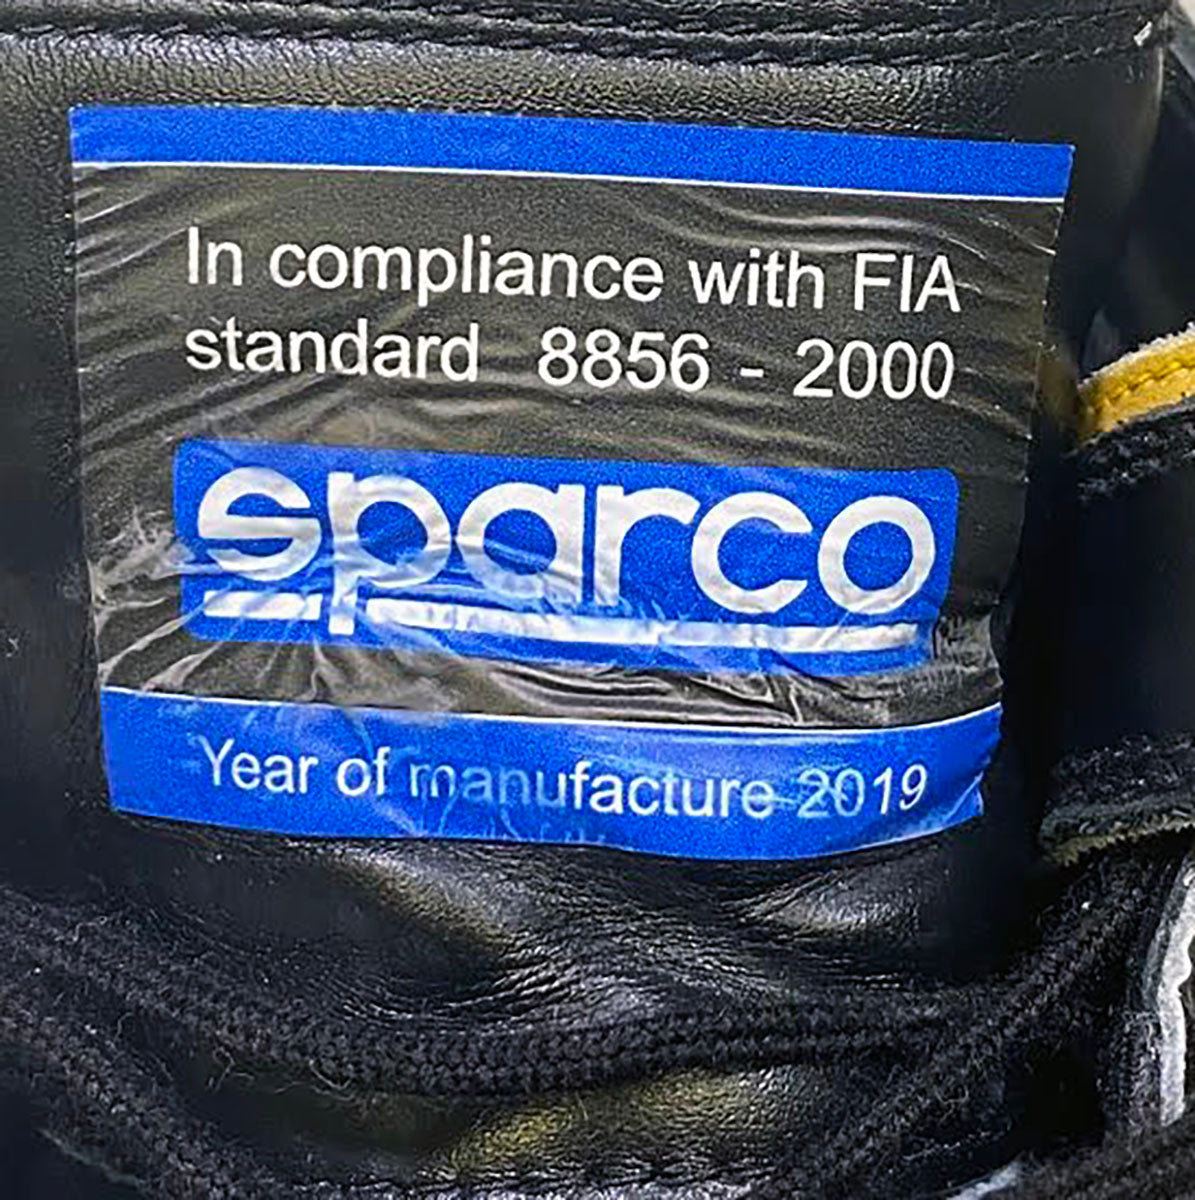 In compliance with FIA
standard 8856 - 2000
sparco
Year of manufacture 2019